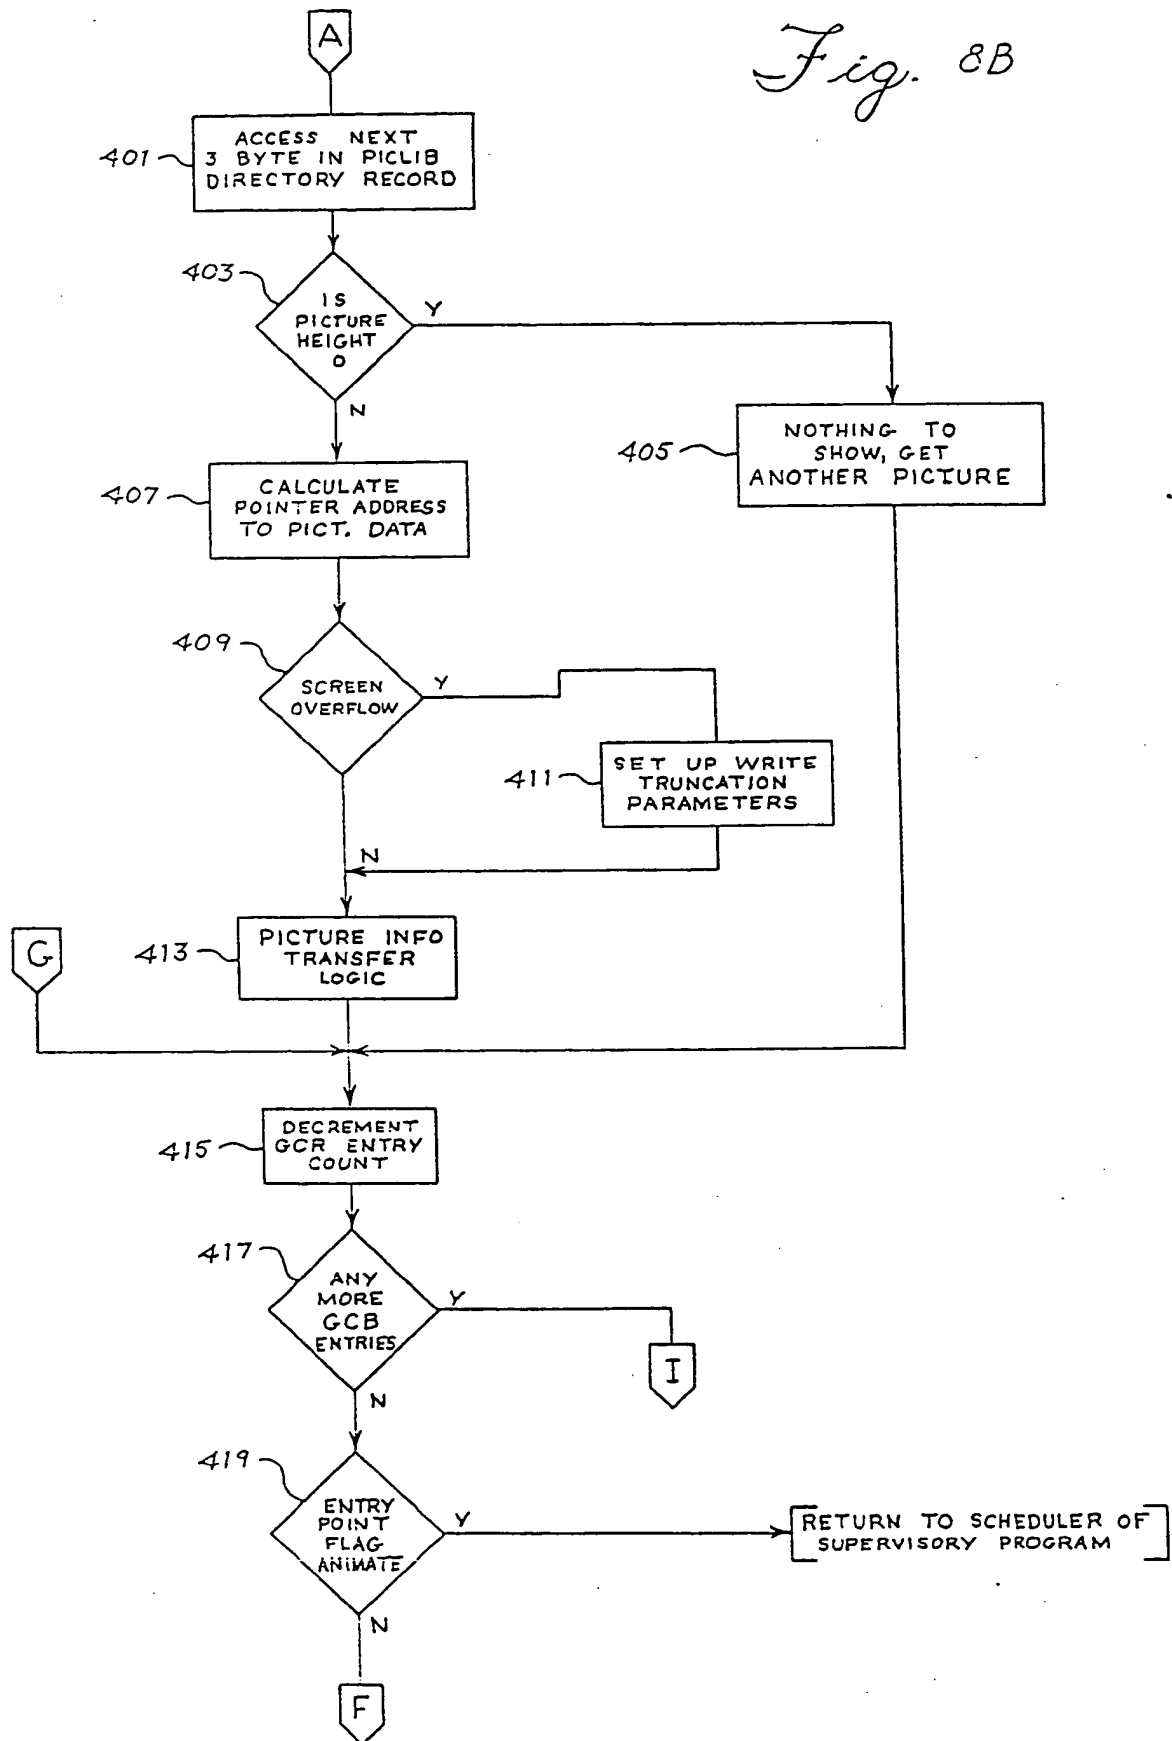 A
Fig. 8B
401
ACCESS NEXT
3 BYTE IN PICLIB
DIRECTORY RECORD
403
IS
PICTURE
HEIGHT
0
Y
N
405
NOTHING TO
SHOW, GET
ANOTHER PICTURE
407
CALCULATE
POINTER ADDRESS
TO PICT. DATA
409
SCREEN
OVERFLOW
Y
411
SET UP WRITE
TRUNCATION
PARAMETERS
N
G
413
PICTURE INFO
TRANSFER
LOGIC
415
DECREMENT
GCR ENTRY
COUNT
417
ANY
MORE
GCB
ENTRIES
Y
I
N
419
ENTRY
POINT
FLAG
ANIMATE
Y
RETURN TO SCHEDULER OF
SUPERVISORY PROGRAM
N
F